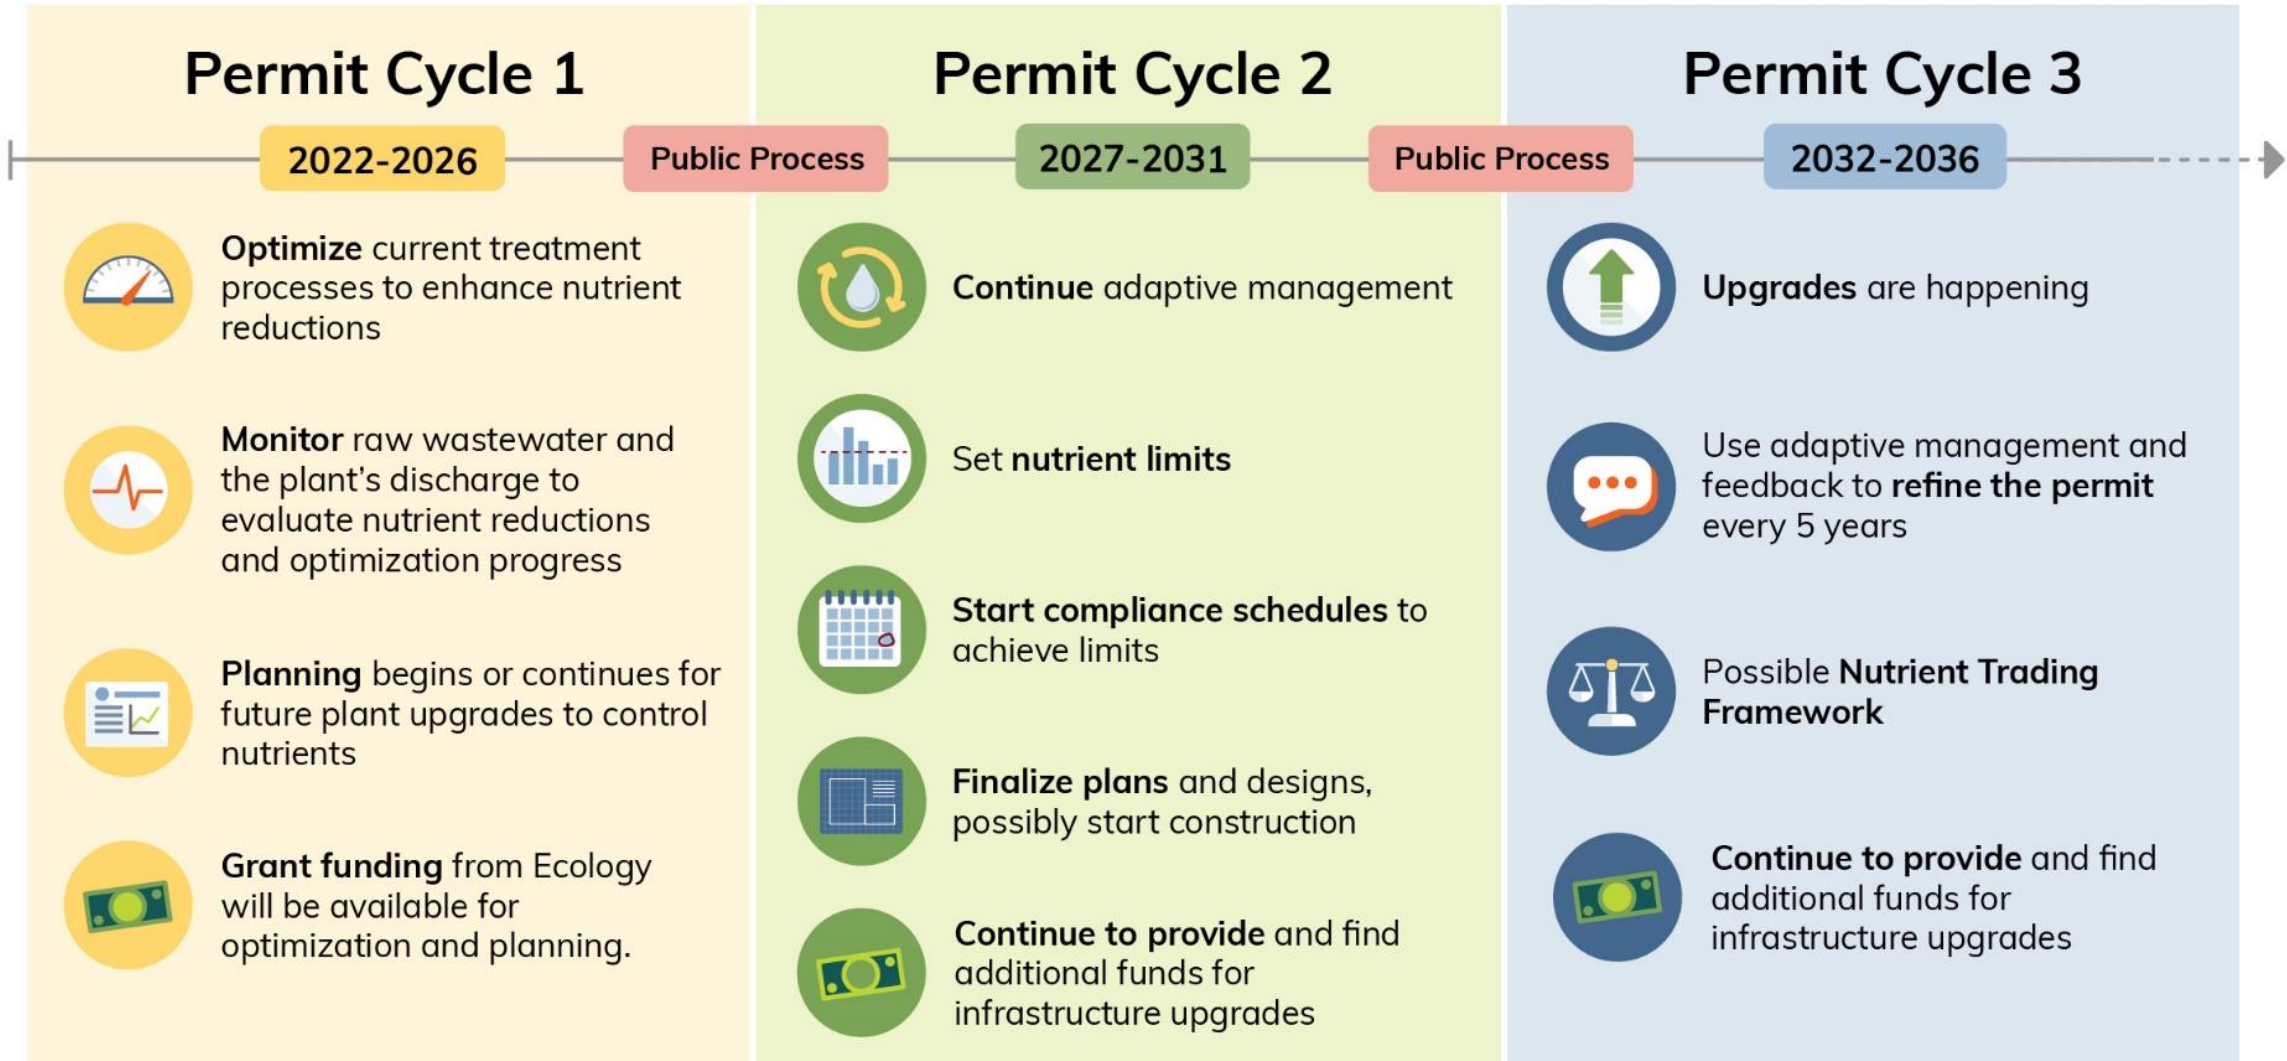 Permit Cycle 1
2022-2026
Optimize current treatment
processes to enhance nutrient
reductions
Monitor raw wastewater and
the plant's discharge to
evaluate nutrient reductions
and optimization progress
Planning begins or continues for
future plant upgrades to control
nutrients
Grant funding from Ecology
will be available for
optimization and planning.
Public Process
Permit Cycle 2
2027-2031
Continue adaptive management
Set nutrient limits
Start compliance schedules to
achieve limits
Finalize plans and designs,
possibly start construction
Continue to provide and find
additional funds for
infrastructure upgrades
Public Process
Permit Cycle 3
2032-2036
Upgrades are happening
Use adaptive management and
feedback to refine the permit
every 5 years
Possible Nutrient Trading
Framework
Continue to provide and find
additional funds for
infrastructure upgrades